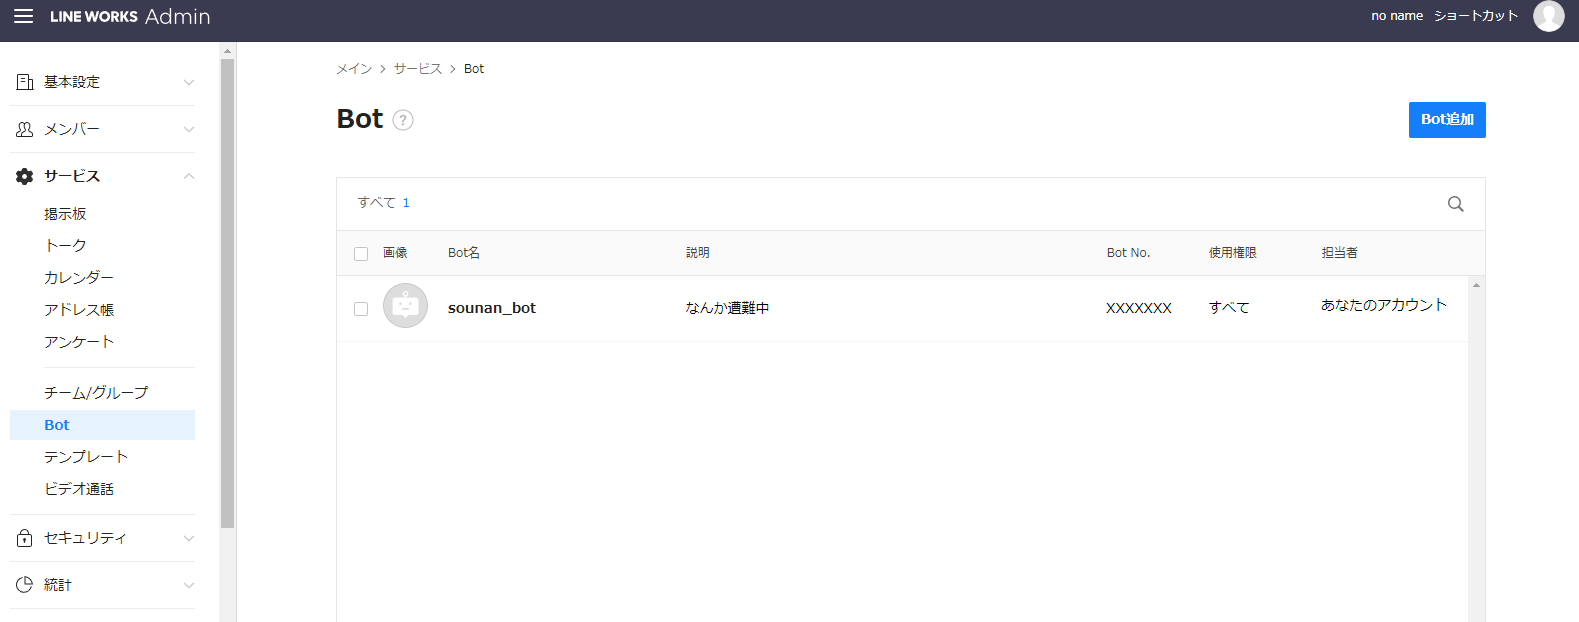 LINE WORKS Admin
no name ショートカット
基本設定
メンバー
サービス
掲示板
トーク
カレンダー
アドレス帳
アンケート
チーム/グループ
Bot
テンプレート
ビデオ通話
セキュリティ
統計
メイン > サービス > Bot
Bot ?
Bot追加
すべて 1
画像 Bot名 説明 Bot No. 使用権限 担当者
sounan_bot なんか遭難中 XXXXXXX すべて あなたのアカウント